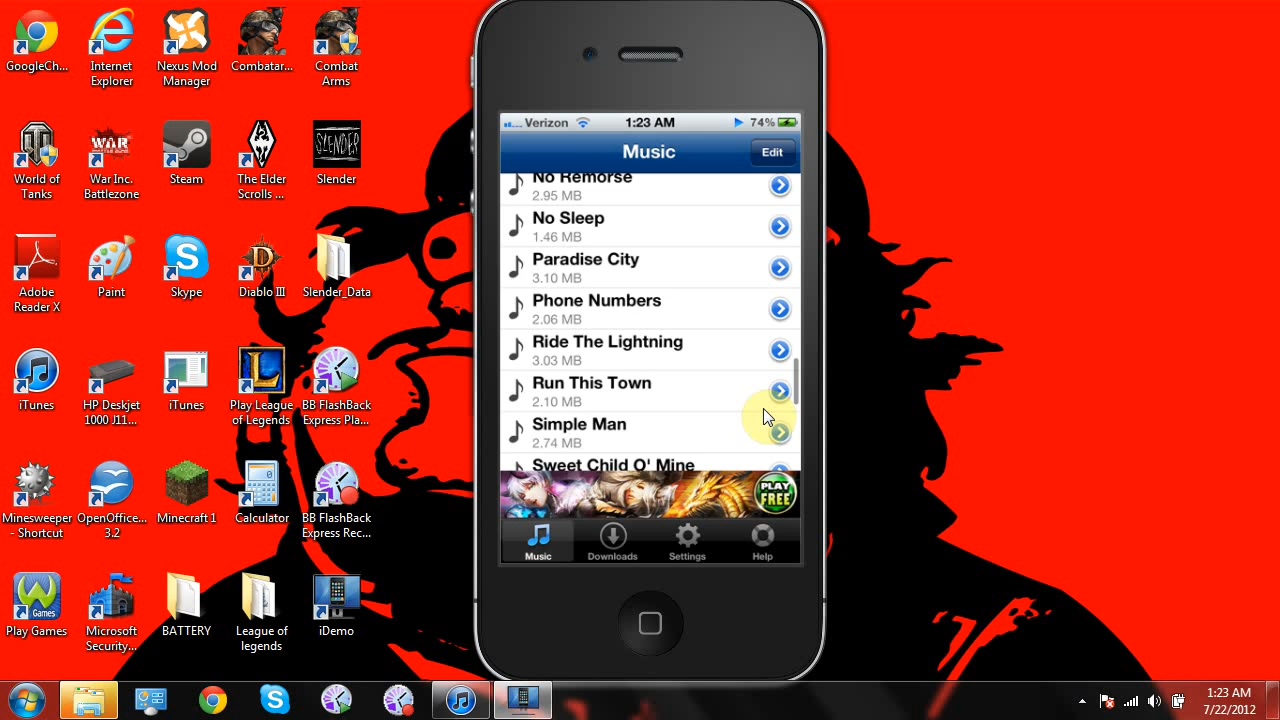 GoogleCh...
Internet
Explorer
Nexus Mod
Manager
Combatar...
Combat
Arms
World of
Tanks
WAR
War Inc.
Battlezone
Steam
The Elder
Scrolls ...
SLENDER
Slender
Adobe
Reader X
Paint
Skype
Diablo III
Slender_Data
iTunes
HP Deskjet
1000 J11...
iTunes
Play League
of Legends
BB FlashBack
Express Pla...
Minesweeper
- Shortcut
OpenOffice...
3.2
Minecraft 1
Calculator
BB FlashBack
Express Rec...
Games
Play Games
Microsoft
Security...
BATTERY
League of
legends
iDemo
Verizon
1:23 AM
74%
Music
Edit
No Remorse
2.95 MB
No Sleep
1.46 MB
Paradise City
3.10 MB
Phone Numbers
2.06 MB
Ride The Lightning
3.03 MB
Run This Town
2.10 MB
Simple Man
2.74 MB
Sweet Child O' Mine
PLAY
FREE
Music
Downloads
Settings
Help
1:23 AM
7/22/2012